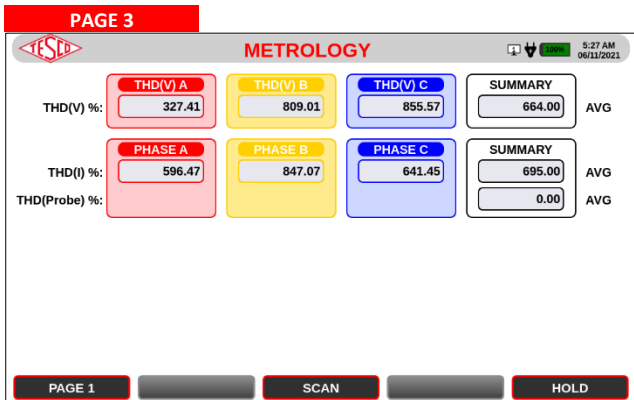 PAGE 3
TESCO METROLOGY 1 100% 5:27 AM
06/11/2021
THD(V) A THD(V) B THD(V) C SUMMARY
THD(V) %: 327.41 809.01 855.57 664.00 AVG
PHASE A PHASE B PHASE C SUMMARY
THD(I) %: 596.47 847.07 641.45 695.00 AVG
THD(Probe) %: 0.00 AVG
PAGE 1 SCAN HOLD